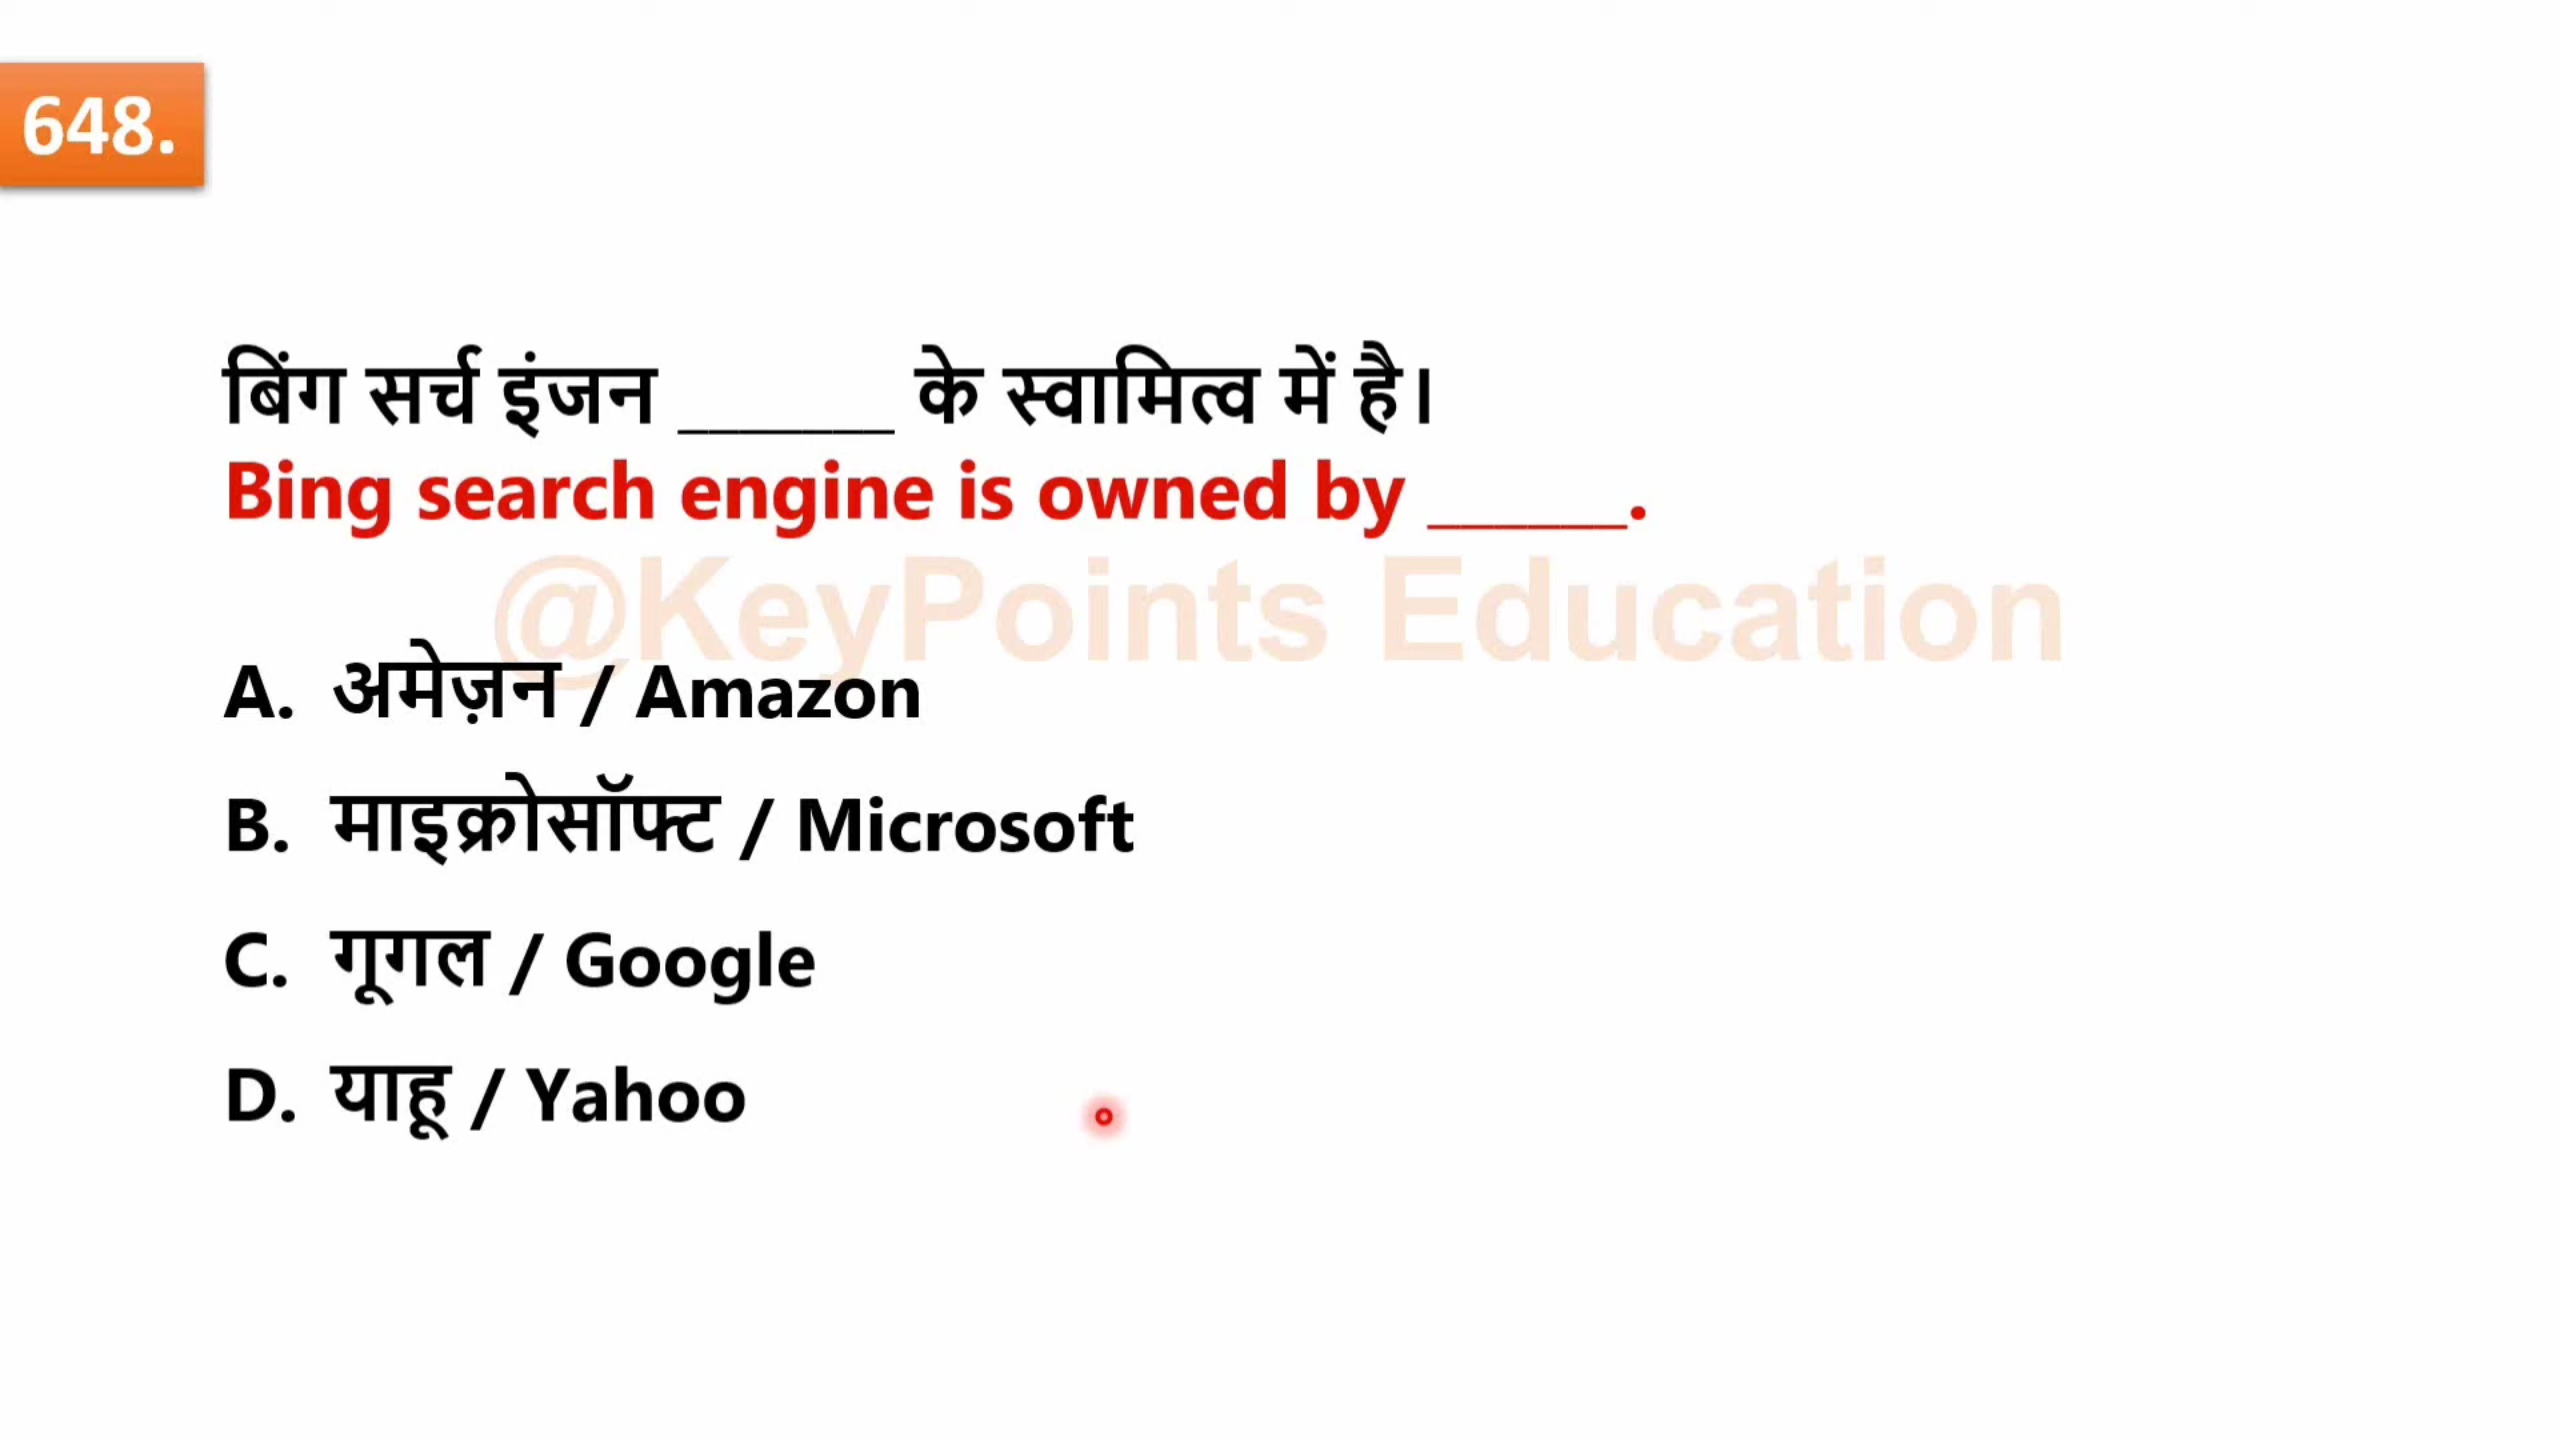 648.
बिंग सर्च इंजन _______ के स्वामित्व में है।
Bing search engine is owned by ______.
@KeyPoints Education
A. अमेज़न / Amazon
B. माइक्रोसॉफ्ट / Microsoft
C. गूगल / Google
D. याहू / Yahoo